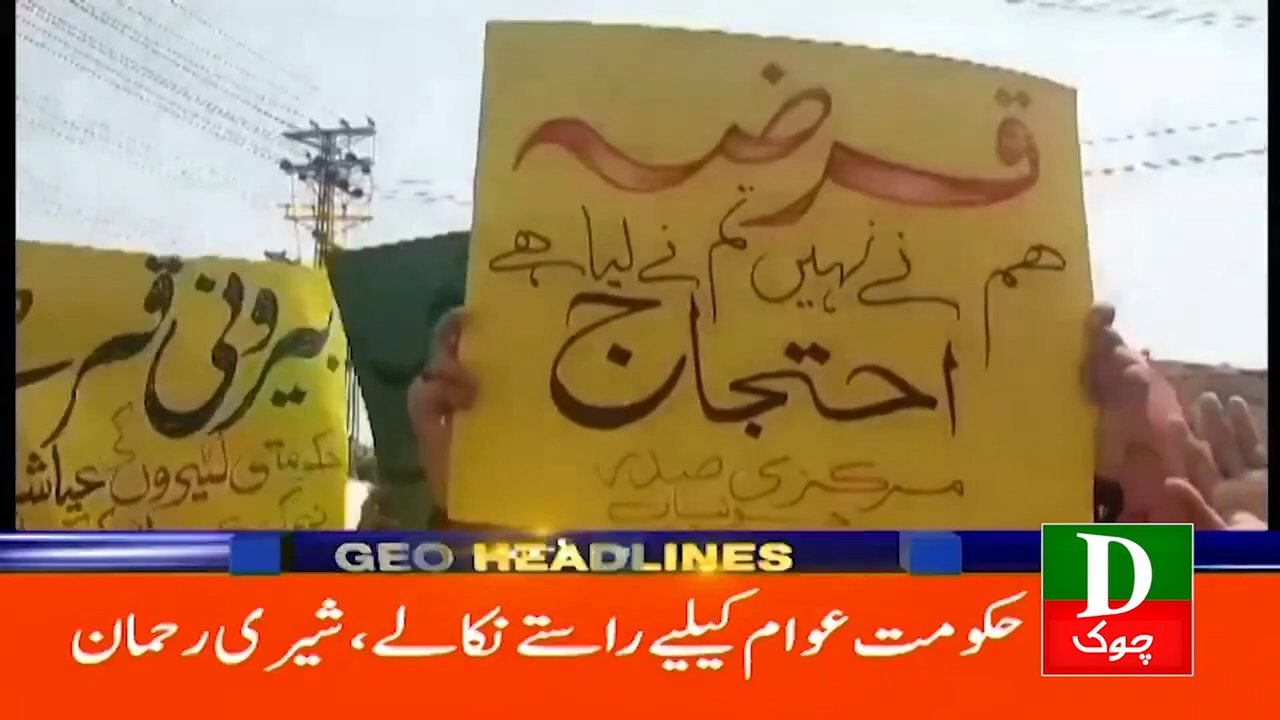 قرضہ
ہم نے نہیں تم نے لیا ہے
احتجاج
مرکزی صدر
بیرونی
حکومتی لٹیروں کے
GEO HEADLINES
حکومت عوام کیلیے راستے نکالے، شیری رحمان
D
چوک